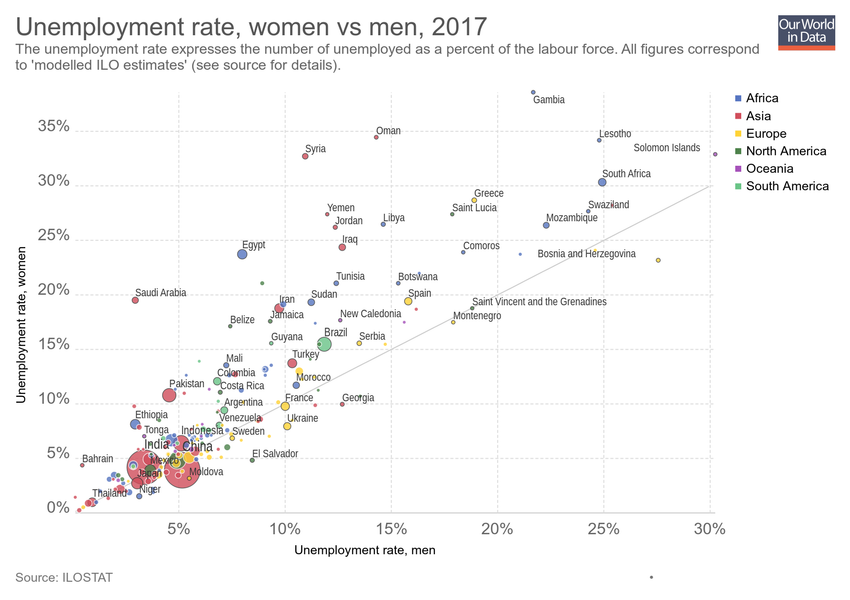 Unemployment rate, women vs men, 2017
Our World
in Data
The unemployment rate expresses the number of unemployed as a percent of the labour force. All figures correspond
to 'modelled ILO estimates' (see source for details).
Gambia
Africa
Asia
Europe
North America
Oceania
South America
35%
Oman
Lesotho
Syria
Solomon Islands
30%
South Africa
Greece
Yemen
Saint Lucia
Swaziland
Jordan
Libya
Mozambique
25%
Iraq
Egypt
Comoros
Bosnia and Herzegovina
Tunisia
Botswana
20%
Saudi Arabia
Iran
Sudan
Spain
Saint Vincent and the Grenadines
Jamaica
New Caledonia
Montenegro
Belize
Guyana
Brazil
Serbia
15%
Mali
Turkey
Colombia
Morocco
Pakistan
Costa Rica
10%
Argentina
France
Georgia
Ethiopia
Venezuela
Ukraine
Tonga
Indonesia
Sweden
India
China
5%
Bahrain
Mexico
El Salvador
Japan
Moldova
Thailand
Niger
0%
5%
10%
15%
20%
25%
30%
Unemployment rate, women
Unemployment rate, men
Source: ILOSTAT